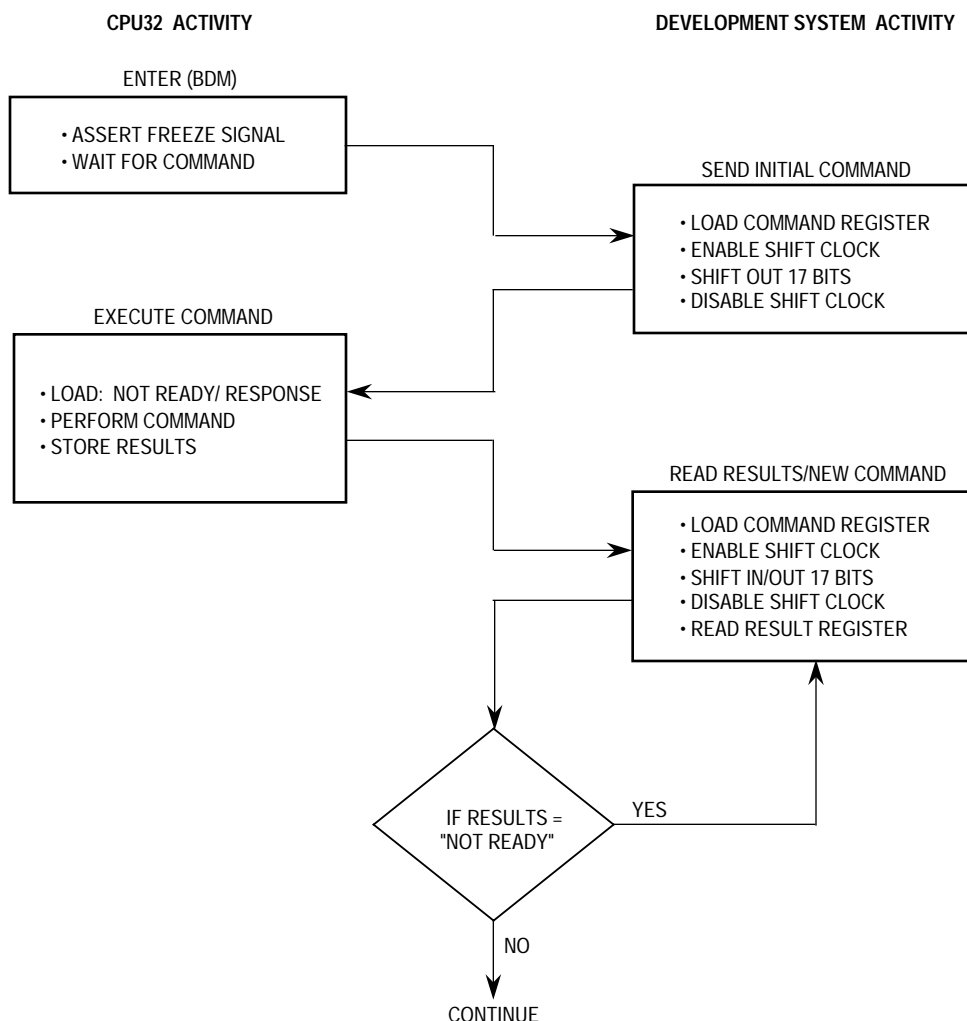 CPU32 ACTIVITY
DEVELOPMENT SYSTEM ACTIVITY
ENTER (BDM)
• ASSERT FREEZE SIGNAL
• WAIT FOR COMMAND
SEND INITIAL COMMAND
• LOAD COMMAND REGISTER
• ENABLE SHIFT CLOCK
• SHIFT OUT 17 BITS
• DISABLE SHIFT CLOCK
EXECUTE COMMAND
• LOAD: NOT READY/ RESPONSE
• PERFORM COMMAND
• STORE RESULTS
READ RESULTS/NEW COMMAND
• LOAD COMMAND REGISTER
• ENABLE SHIFT CLOCK
• SHIFT IN/OUT 17 BITS
• DISABLE SHIFT CLOCK
• READ RESULT REGISTER
IF RESULTS =
"NOT READY"
YES
NO
CONTINUE